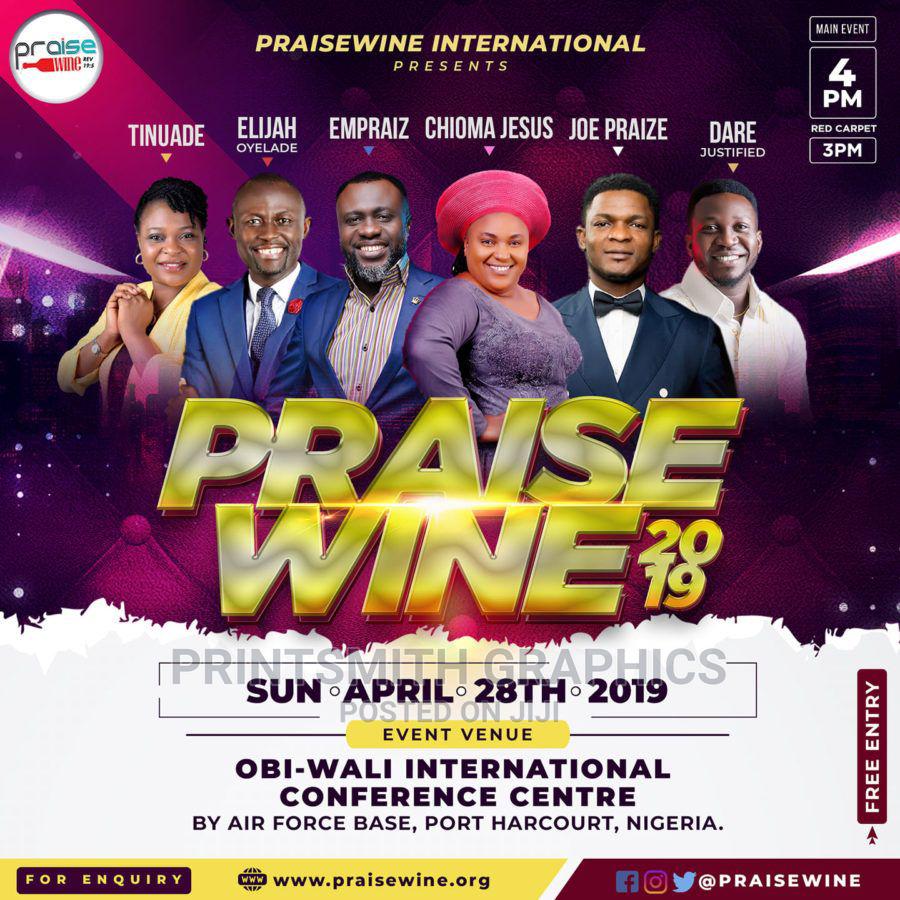 praise
wine REV
19:5
PRAISEWINE INTERNATIONAL
PRESENTS
MAIN EVENT
4
PM
RED CARPET
3PM
TINUADE
ELIJAH
OYELADE
EMPRAIZ
CHIOMA JESUS
JOE PRAIZE
DARE
JUSTIFIED
PRAISE
WINE
20
19
PRINTSMITH GRAPHICS
SUN APRIL 28TH 2019
POSTED ON JIJI
EVENT VENUE
OBI-WALI INTERNATIONAL
CONFERENCE CENTRE
BY AIR FORCE BASE, PORT HARCOURT, NIGERIA.
FREE ENTRY
FOR ENQUIRY
WWW
www.praisewine.org
@PRAISEWINE